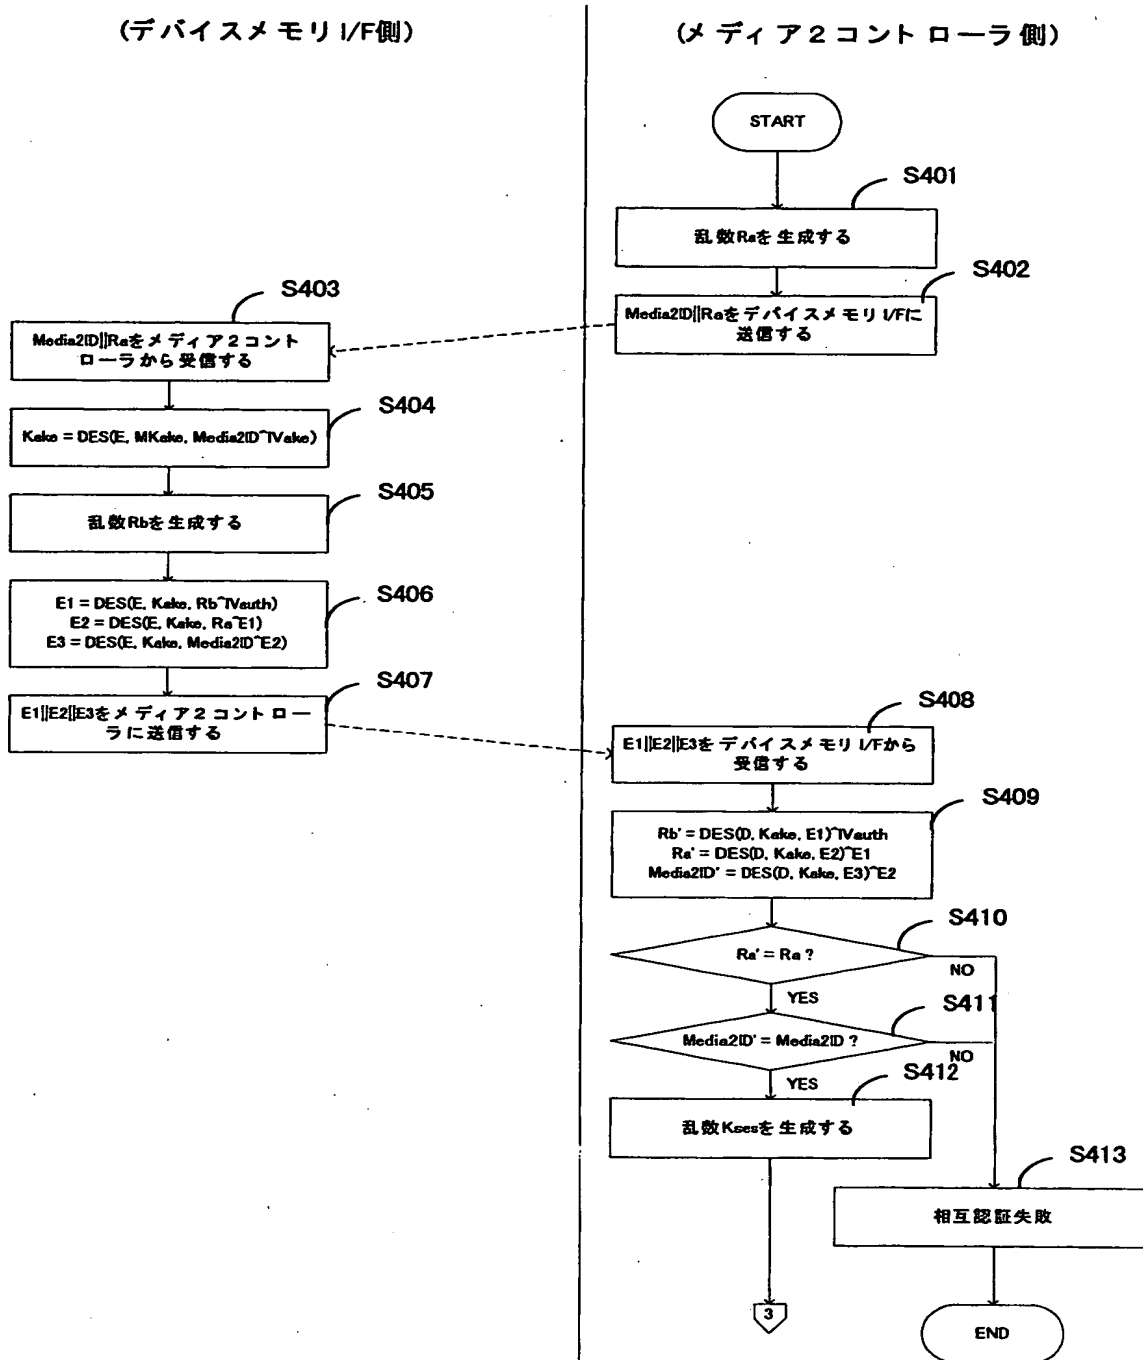 (デバイスメモリI/F側)
(メディア2コントローラ側)
START
S401
乱数Raを生成する
S402
Media2ID||RaをデバイスメモリI/Fに
送信する
S403
Media2ID||Raをメディア2コント
ローラから受信する
S404
Kake = DES(E, MKake, Media2ID^IVake)
S405
乱数Rbを生成する
S406
E1 = DES(E, Kake, Rb^IVauth)
E2 = DES(E, Kake, Ra^E1)
E3 = DES(E, Kake, Media2ID^E2)
S407
E1||E2||E3をメディア2コントロー
ラに送信する
S408
E1||E2||E3をデバイスメモリI/Fから
受信する
S409
Rb' = DES(D, Kake, E1)^IVauth
Ra' = DES(D, Kake, E2)^E1
Media2ID' = DES(D, Kake, E3)^E2
S410
Ra' = Ra ?
NO
YES
S411
Media2ID' = Media2ID ?
NO
YES
S412
乱数Ksesを生成する
S413
相互認証失敗
3
END